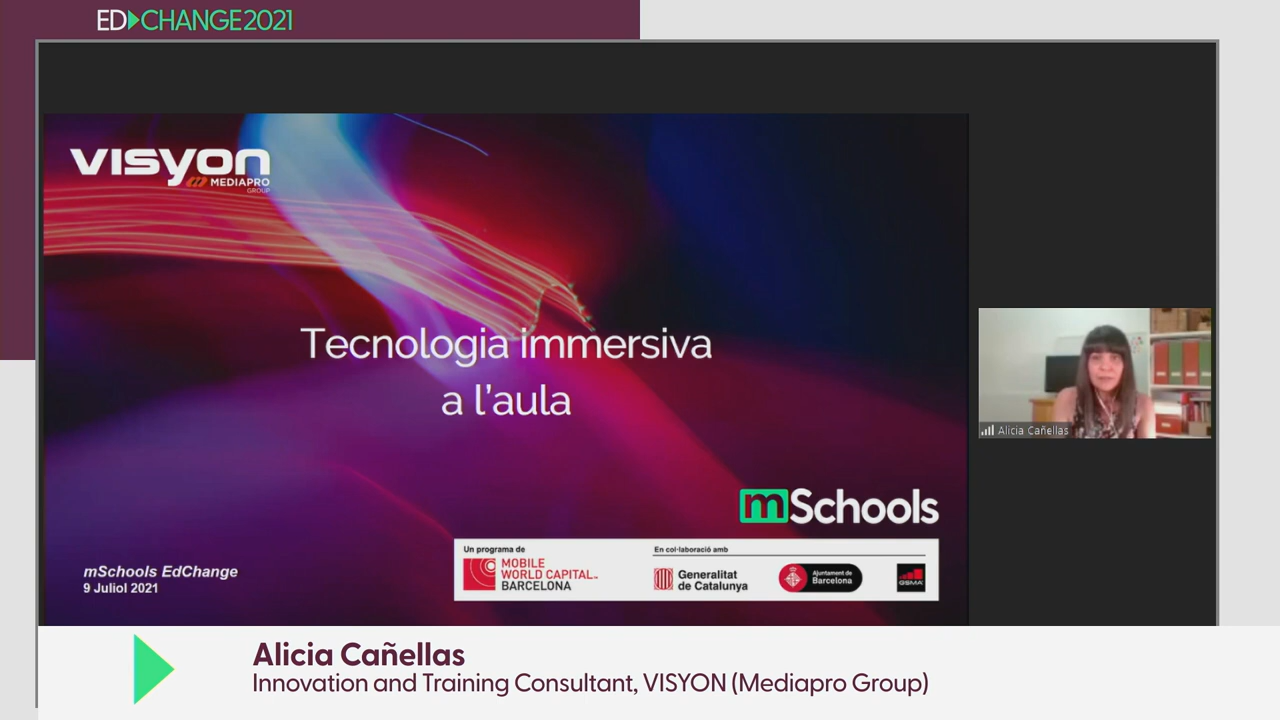 ED CHANGE2021
VISYON
MEDIAPRO
GROUP
Tecnologia immersiva
a l'aula
mSchools
Un programa de
MOBILE
WORLD CAPITAL™
BARCELONA
En col·laboració amb
Generalitat
de Catalunya
Ajuntament de
Barcelona
GSMA
mSchools EdChange
9 Juliol 2021
Alicia Cañellas
Alicia Cañellas
Innovation and Training Consultant, VISYON (Mediapro Group)